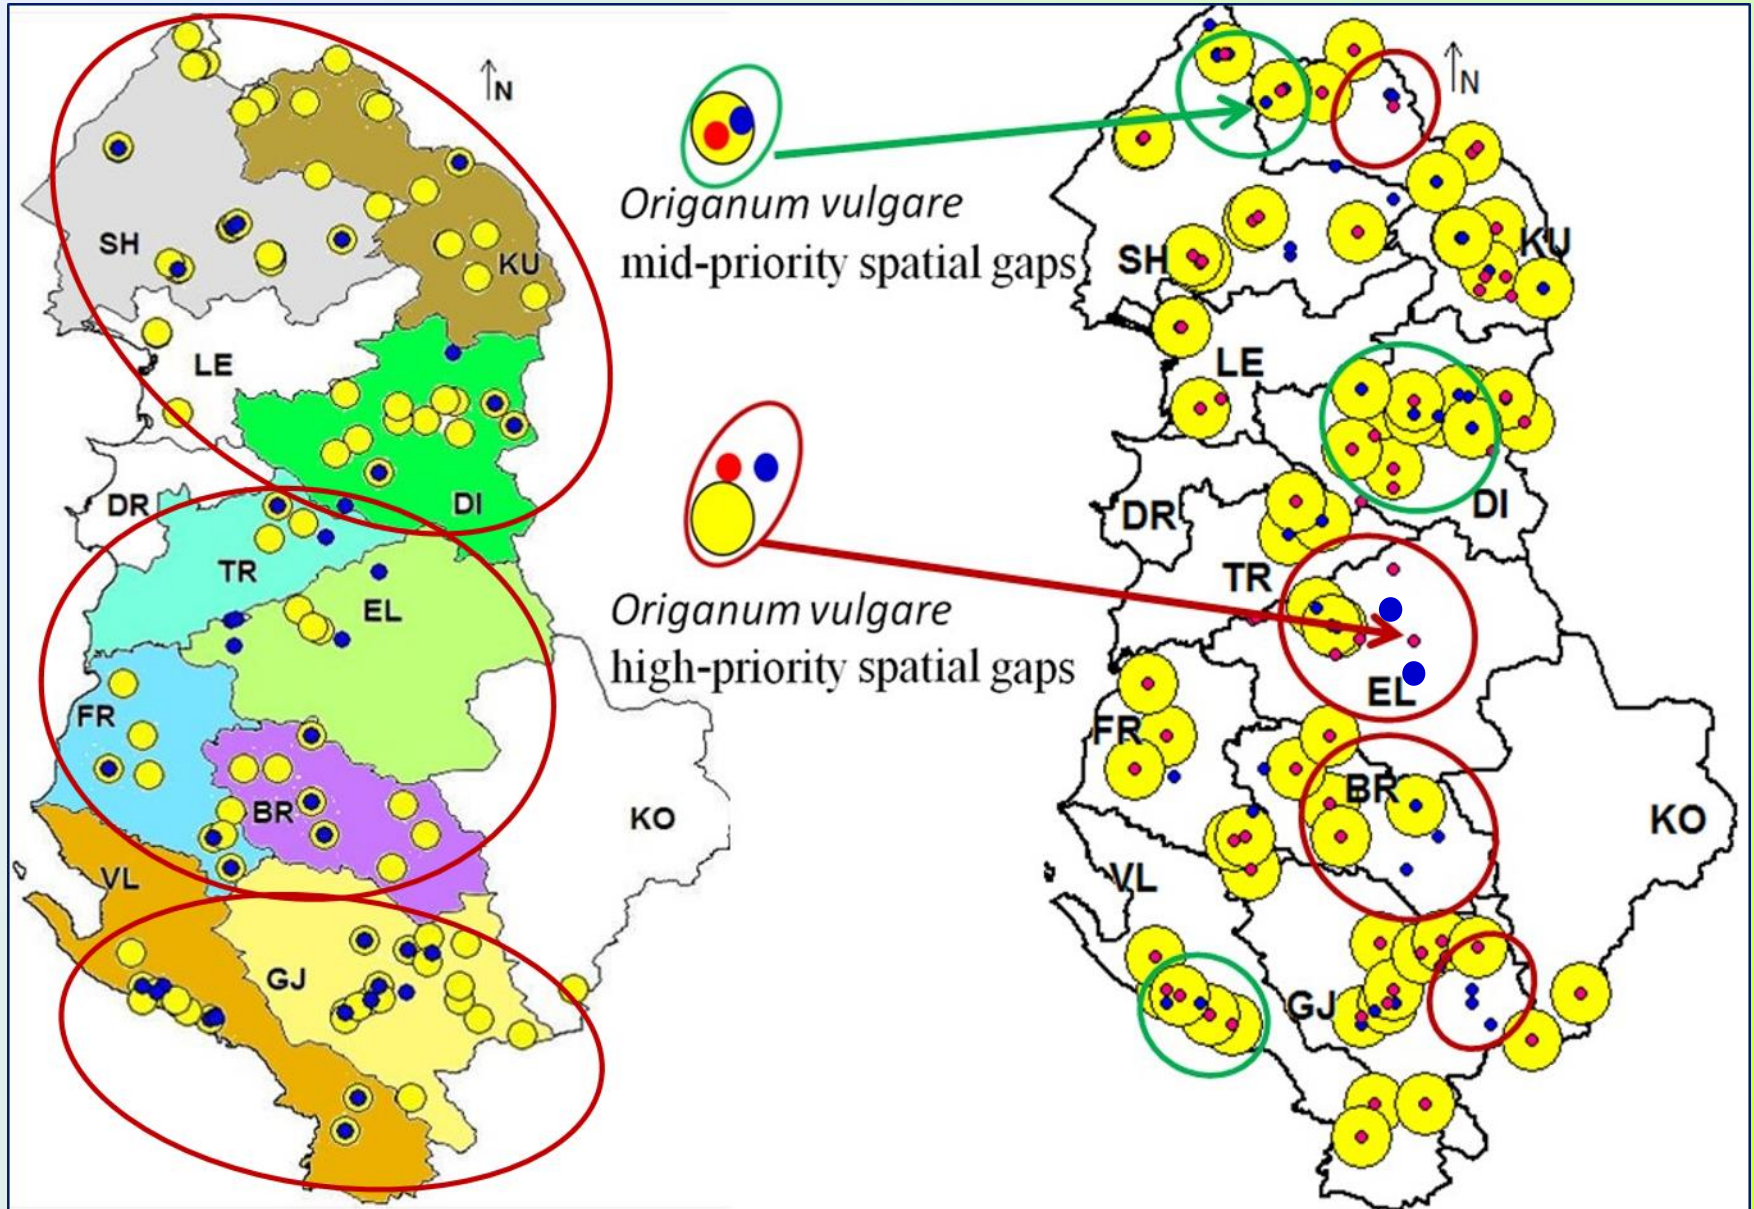 N
SH
KU
LE
DR
DI
TR
EL
FR
BR
KO
VL
GJ
Origanum vulgare
mid-priority spatial gaps
Origanum vulgare
high-priority spatial gaps
N
SH
KU
LE
DR
DI
TR
EL
FR
BR
KO
VL
GJ